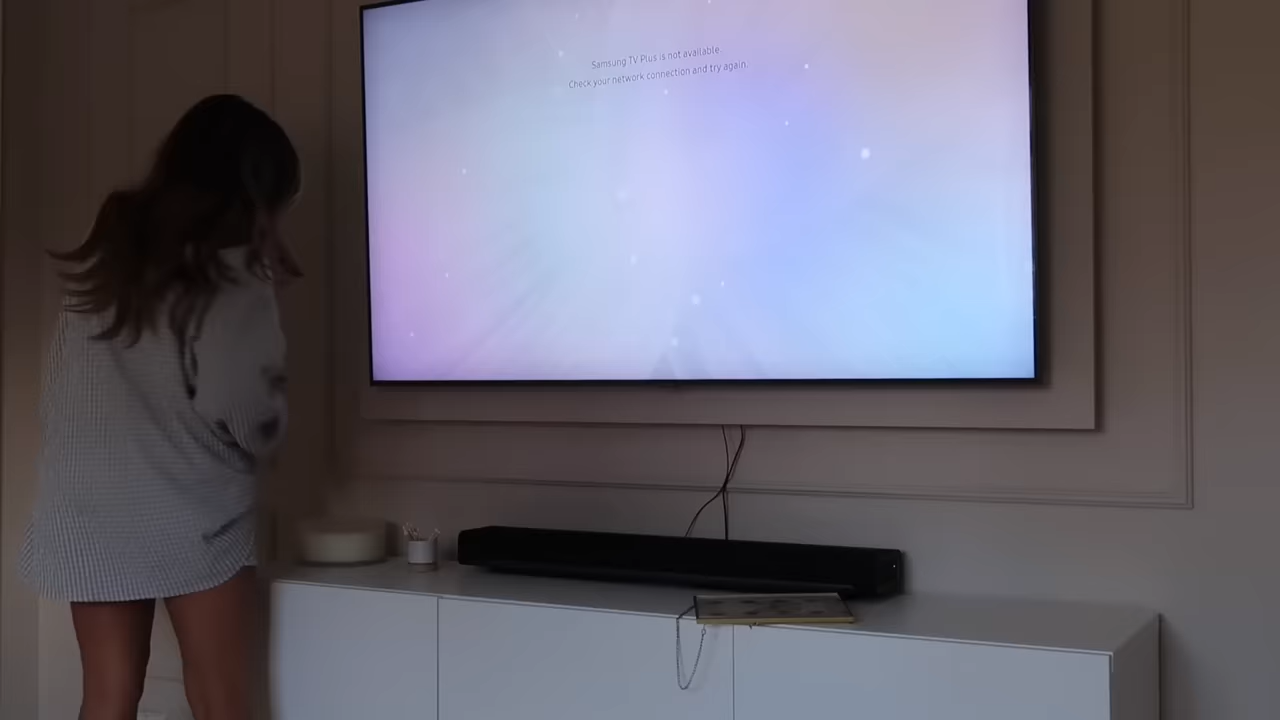 Samsung TV Plus is not available.
Check your network connection and try again.